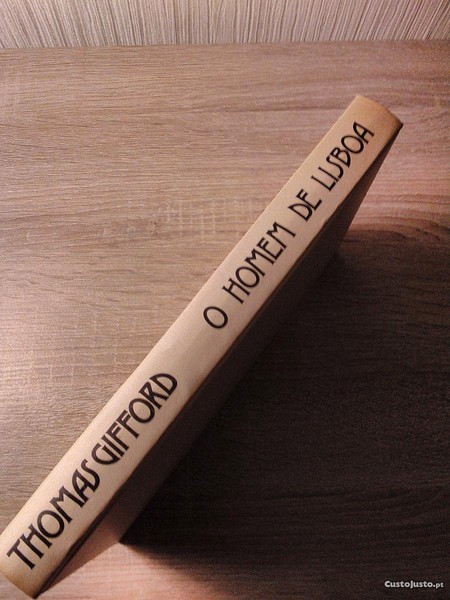 THOMAS GIFFORD O HOMEM DE LISBOA
CustoJusto.pt